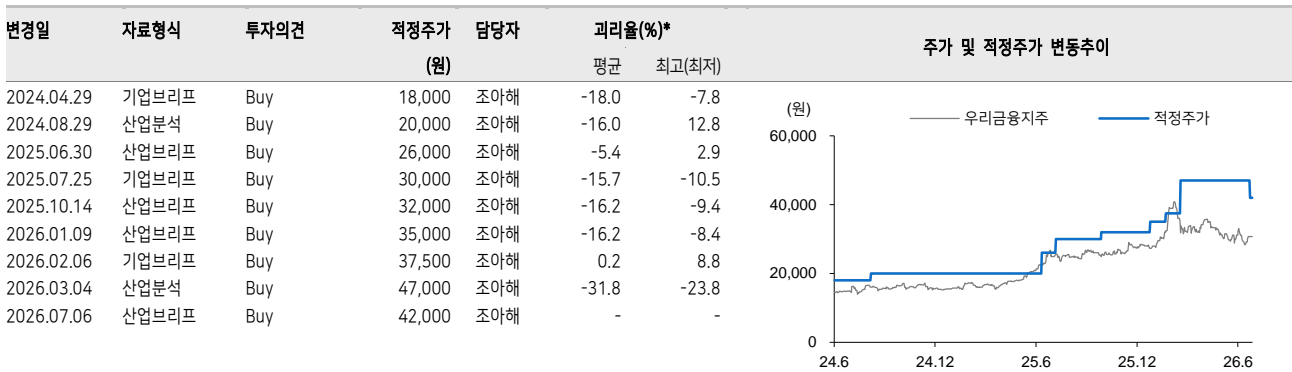 변경일 자료형식 투자의견 적정주가 담당자 괴리율(%)* 주가 및 적정주가 변동추이
(원) 평균 최고(최저)
2024.04.29 기업브리프 Buy 18,000 조아해 -18.0 -7.8
2024.08.29 산업분석 Buy 20,000 조아해 -16.0 12.8
2025.06.30 산업브리프 Buy 26,000 조아해 -5.4 2.9
2025.07.25 기업브리프 Buy 30,000 조아해 -15.7 -10.5
2025.10.14 산업브리프 Buy 32,000 조아해 -16.2 -9.4
2026.01.09 산업브리프 Buy 35,000 조아해 -16.2 -8.4
2026.02.06 기업브리프 Buy 37,500 조아해 0.2 8.8
2026.03.04 산업분석 Buy 47,000 조아해 -31.8 -23.8
2026.07.06 산업브리프 Buy 42,000 조아해 - -
(원)
우리금융지주 적정주가
60,000
40,000
20,000
0
24.6 24.12 25.6 25.12 26.6